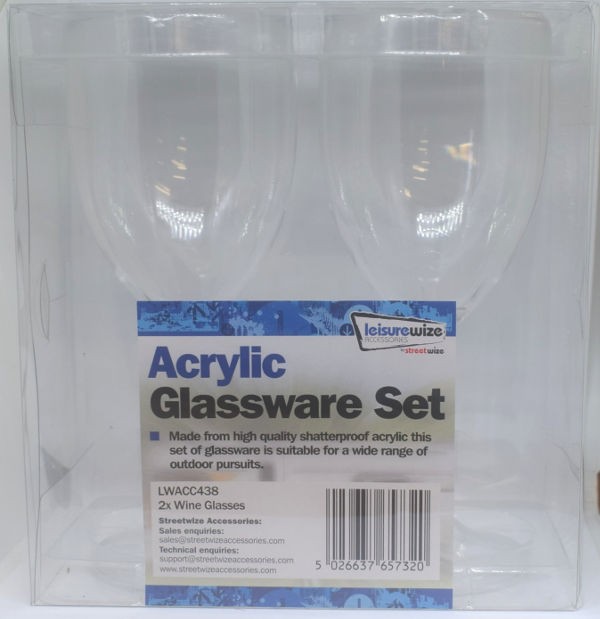 leisurewize
ACCESSORIES
by streetwize
Acrylic
Glassware Set
Made from high quality shatterproof acrylic this
set of glassware is suitable for a wide range of
outdoor pursuits.
LWACC438
2x Wine Glasses
Streetwize Accessories:
Sales enquiries:
sales@streetwizeaccessories.com
Technical enquiries:
support@streetwizeaccessories.com
www.streetwizeaccessories.com
5 026637 657320